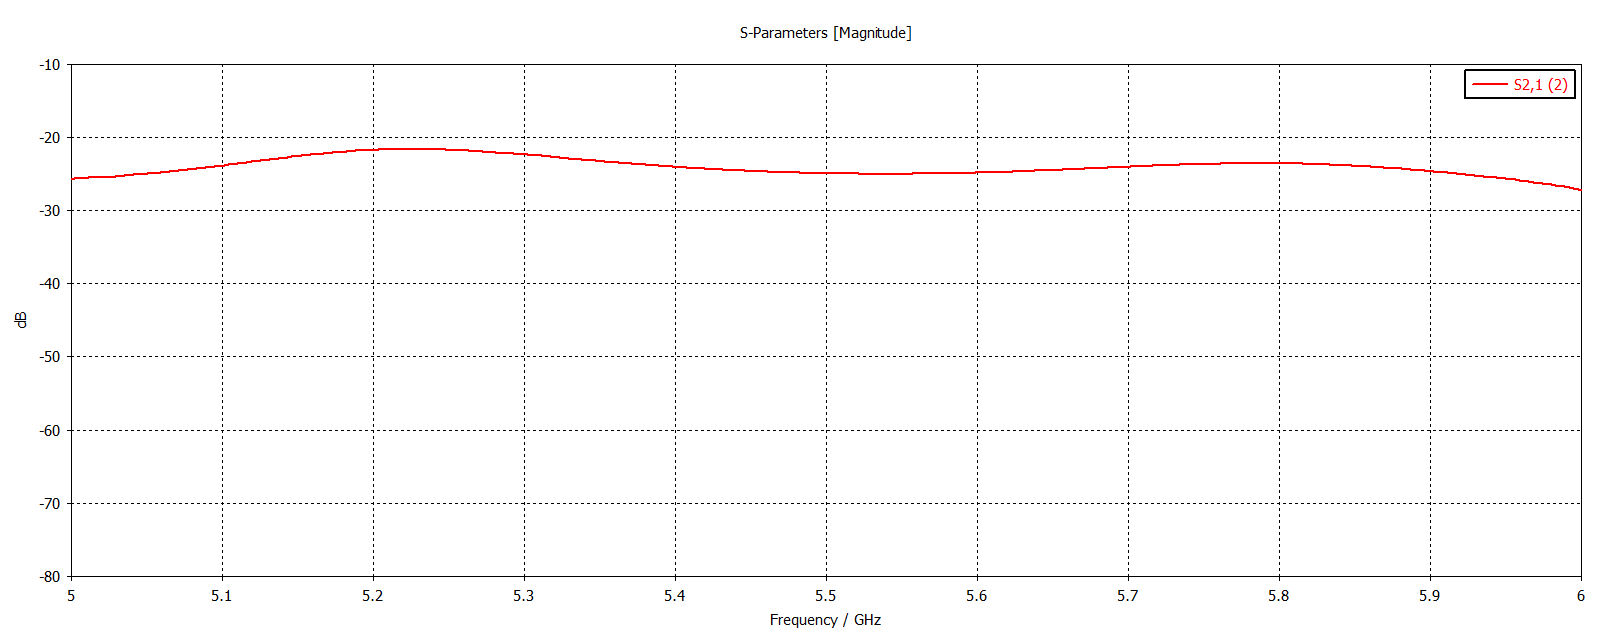 S-Parameters [Magnitude]
S2,1 (2)
-10
-20
-30
-40
-50
-60
-70
-80
dB
5 5.1 5.2 5.3 5.4 5.5 5.6 5.7 5.8 5.9 6
Frequency / GHz